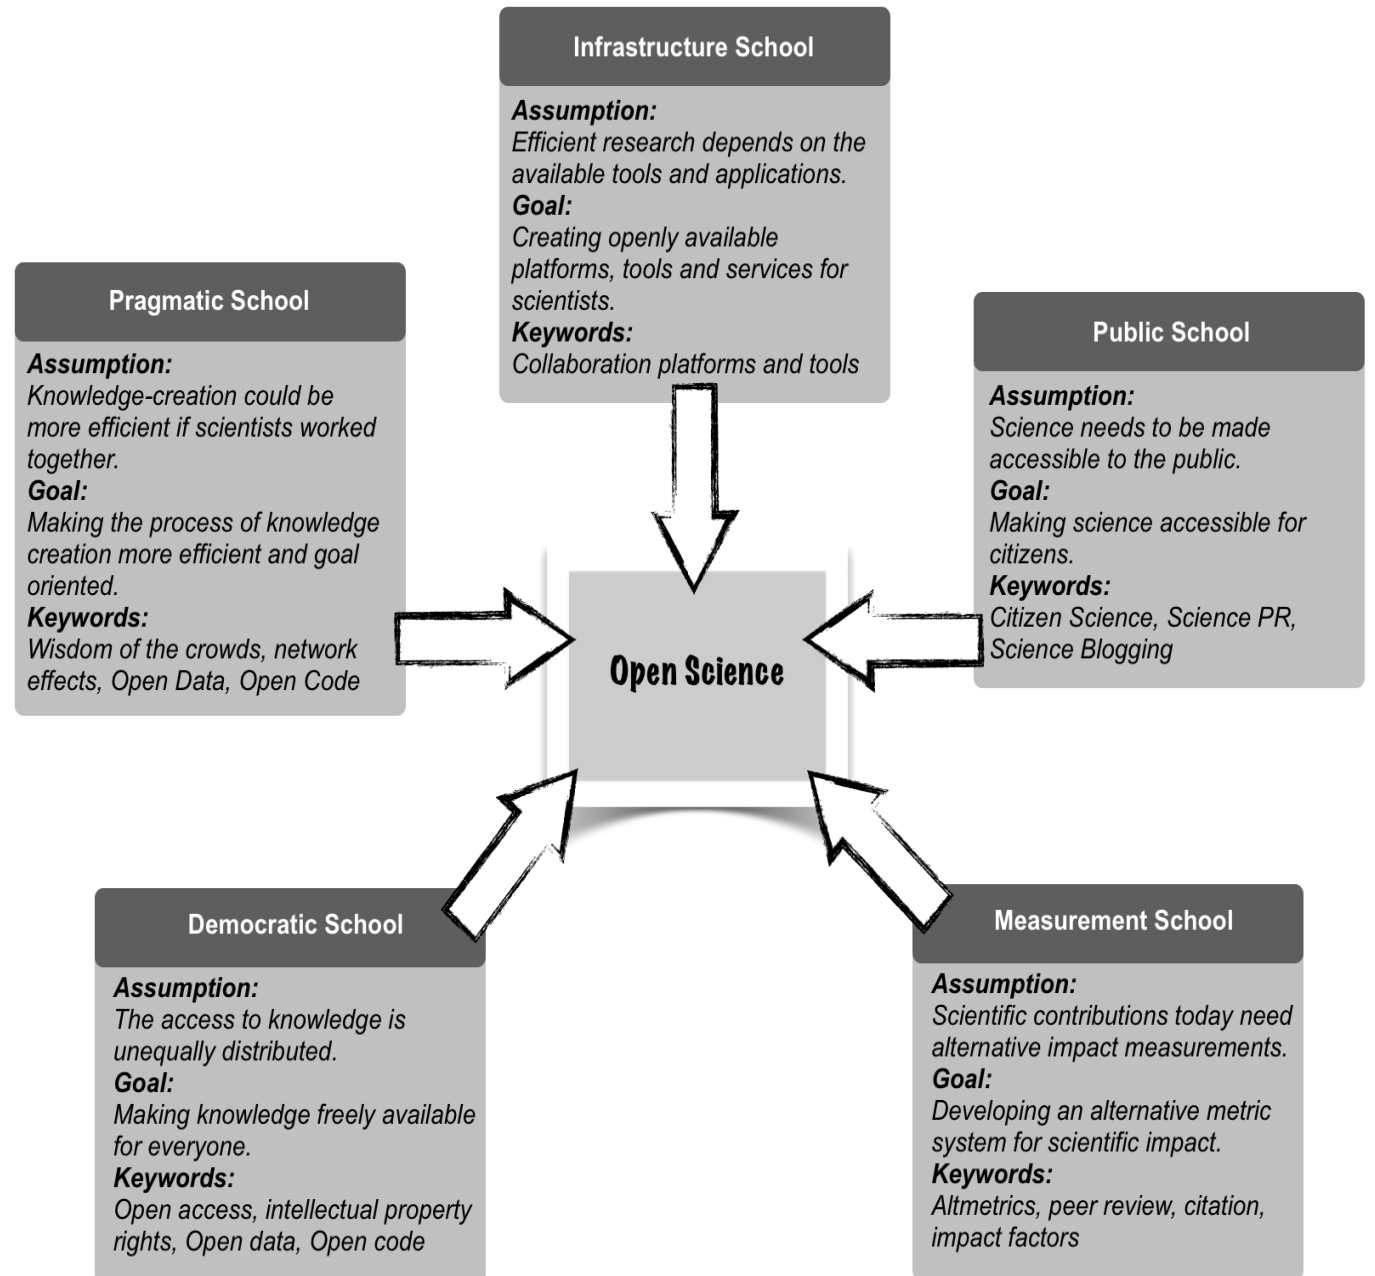 Infrastructure School
Assumption:
Efficient research depends on the
available tools and applications.
Goal:
Creating openly available
platforms, tools and services for
scientists.
Keywords:
Collaboration platforms and tools
Pragmatic School
Assumption:
Knowledge-creation could be
more efficient if scientists worked
together.
Goal:
Making the process of knowledge
creation more efficient and goal
oriented.
Keywords:
Wisdom of the crowds, network
effects, Open Data, Open Code
Public School
Assumption:
Science needs to be made
accessible to the public.
Goal:
Making science accessible for
citizens.
Keywords:
Citizen Science, Science PR,
Science Blogging
Open Science
Democratic School
Assumption:
The access to knowledge is
unequally distributed.
Goal:
Making knowledge freely available
for everyone.
Keywords:
Open access, intellectual property
rights, Open data, Open code
Measurement School
Assumption:
Scientific contributions today need
alternative impact measurements.
Goal:
Developing an alternative metric
system for scientific impact.
Keywords:
Altmetrics, peer review, citation,
impact factors